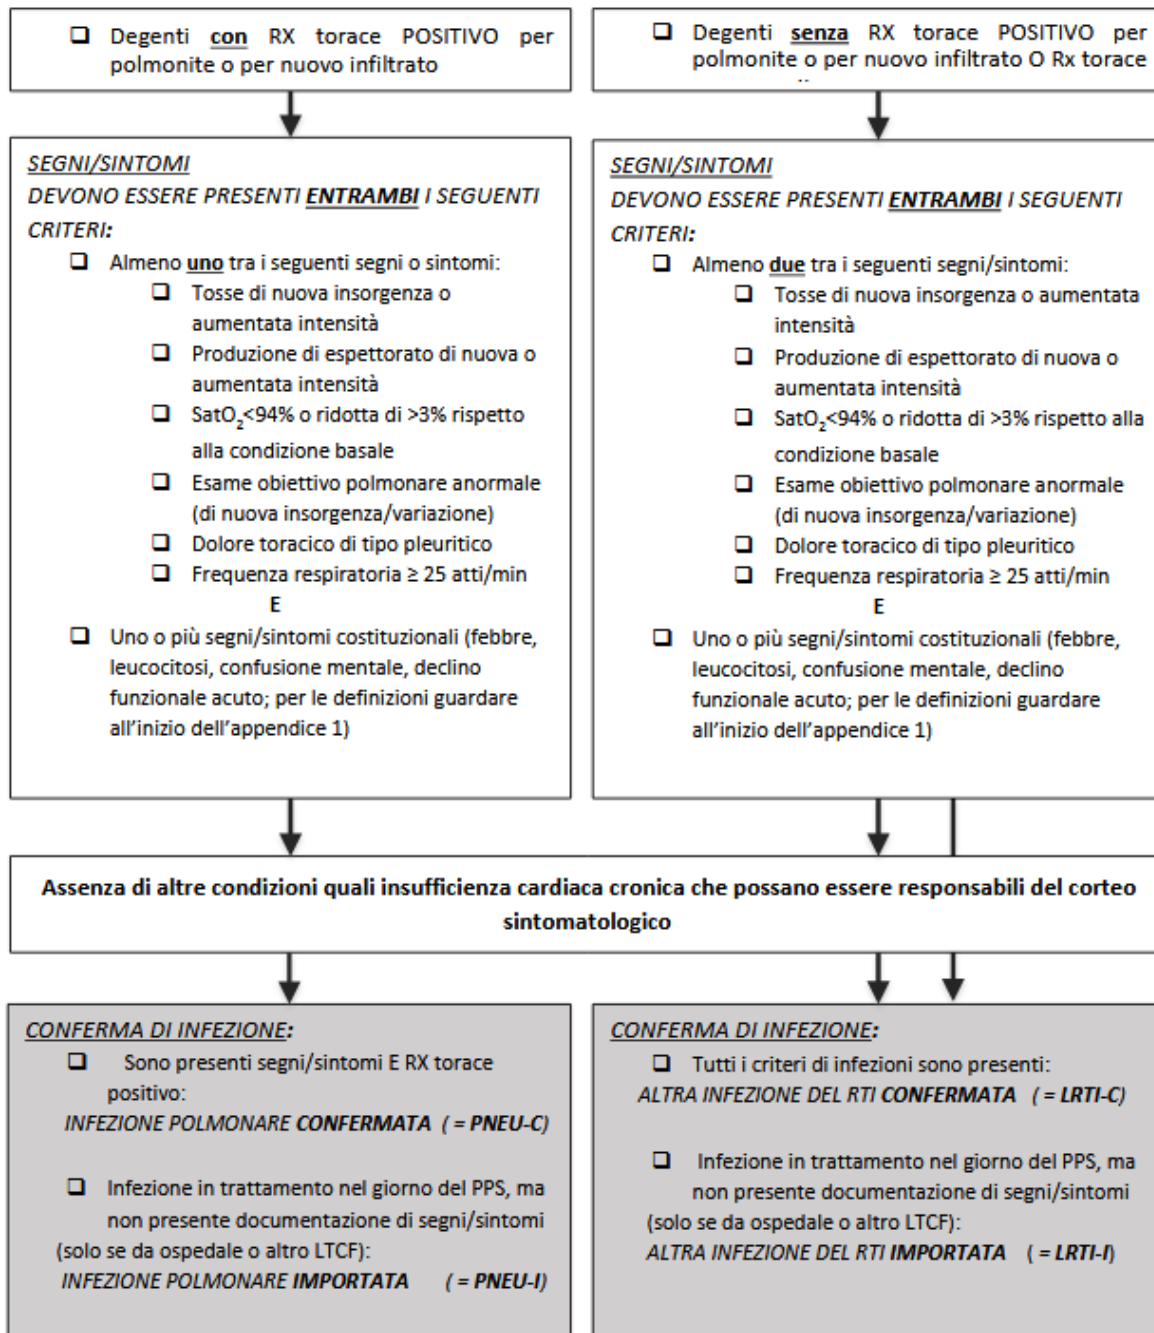 ❑ Degenti con RX torace POSITIVO per
polmonite o per nuovo infiltrato
SEGNI/SINTOMI
DEVONO ESSERE PRESENTI ENTRAMBI I SEGUENTI
CRITERI:
❑ Almeno uno tra i seguenti segni o sintomi:
❑ Tosse di nuova insorgenza o
aumentata intensità
❑ Produzione di espettorato di nuova o
aumentata intensità
❑ SatO₂<94% o ridotta di >3% rispetto
alla condizione basale
❑ Esame obiettivo polmonare anormale
(di nuova insorgenza/variazione)
❑ Dolore toracico di tipo pleuritico
❑ Frequenza respiratoria ≥ 25 atti/min
E
❑ Uno o più segni/sintomi costituzionali (febbre,
leucocitosi, confusione mentale, declino
funzionale acuto; per le definizioni guardare
all’inizio dell’appendice 1)
❑ Degenti senza RX torace POSITIVO per
polmonite o per nuovo infiltrato O Rx torace
SEGNI/SINTOMI
DEVONO ESSERE PRESENTI ENTRAMBI I SEGUENTI
CRITERI:
❑ Almeno due tra i seguenti segni/sintomi:
❑ Tosse di nuova insorgenza o aumentata
intensità
❑ Produzione di espettorato di nuova o
aumentata intensità
❑ SatO₂<94% o ridotta di >3% rispetto alla
condizione basale
❑ Esame obiettivo polmonare anormale
(di nuova insorgenza/variazione)
❑ Dolore toracico di tipo pleuritico
❑ Frequenza respiratoria ≥ 25 atti/min
E
❑ Uno o più segni/sintomi costituzionali (febbre,
leucocitosi, confusione mentale, declino
funzionale acuto; per le definizioni guardare
all’inizio dell’appendice 1)
Assenza di altre condizioni quali insufficienza cardiaca cronica che possano essere responsabili del corteo
sintomatologico
CONFERMA DI INFEZIONE:
❑ Sono presenti segni/sintomi E RX torace
positivo:
INFEZIONE POLMONARE CONFERMATA ( = PNEU-C)
❑ Infezione in trattamento nel giorno del PPS, ma
non presente documentazione di segni/sintomi
(solo se da ospedale o altro LTCF):
INFEZIONE POLMONARE IMPORTATA ( = PNEU-I)
CONFERMA DI INFEZIONE:
❑ Tutti i criteri di infezioni sono presenti:
ALTRA INFEZIONE DEL RTI CONFERMATA ( = LRTI-C)
❑ Infezione in trattamento nel giorno del PPS, ma
non presente documentazione di segni/sintomi
(solo se da ospedale o altro LTCF):
ALTRA INFEZIONE DEL RTI IMPORTATA ( = LRTI-I)